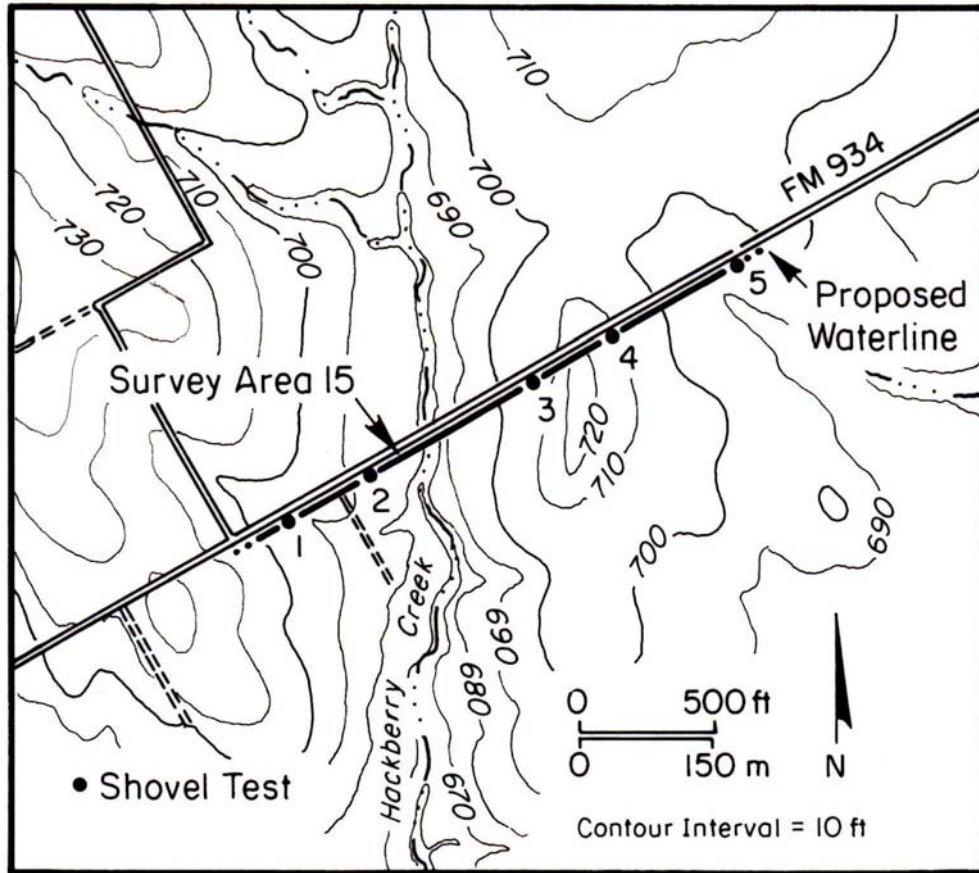 710
FM 934
700
690
710
720
730
700
5
Proposed
Waterline
4
Survey Area 15
3
720
710
2
1
690
700
Hackberry Creek
690
680
670
0 500 ft
0 150 m
N
• Shovel Test
Contour Interval = 10 ft